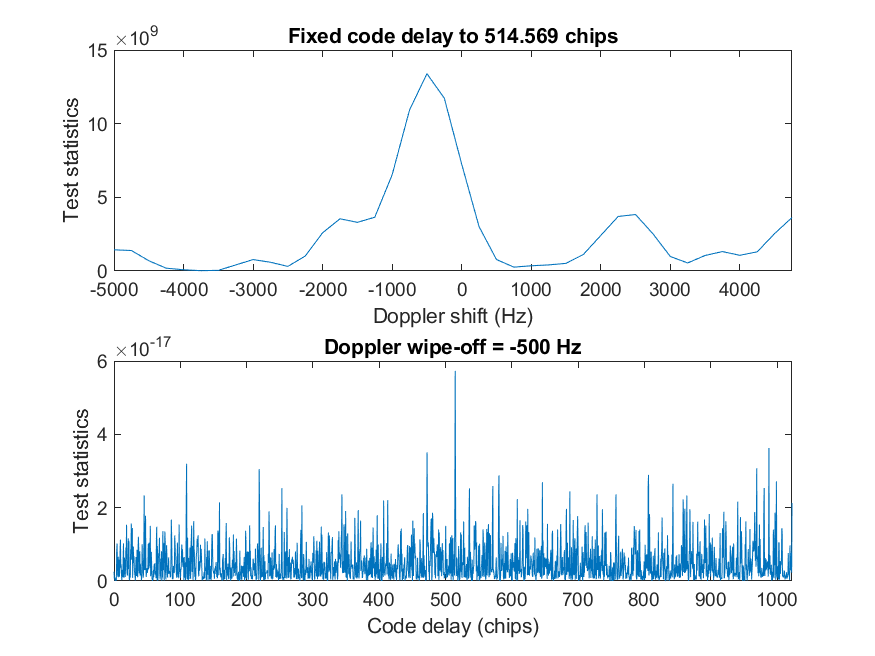 Fixed code delay to 514.569 chips
×10^9
15
10
5
0
Test statistics
-5000 -4000 -3000 -2000 -1000 0 1000 2000 3000 4000
Doppler shift (Hz)
Doppler wipe-off = -500 Hz
×10^-17
6
4
2
0
Test statistics
0 100 200 300 400 500 600 700 800 900 1000
Code delay (chips)